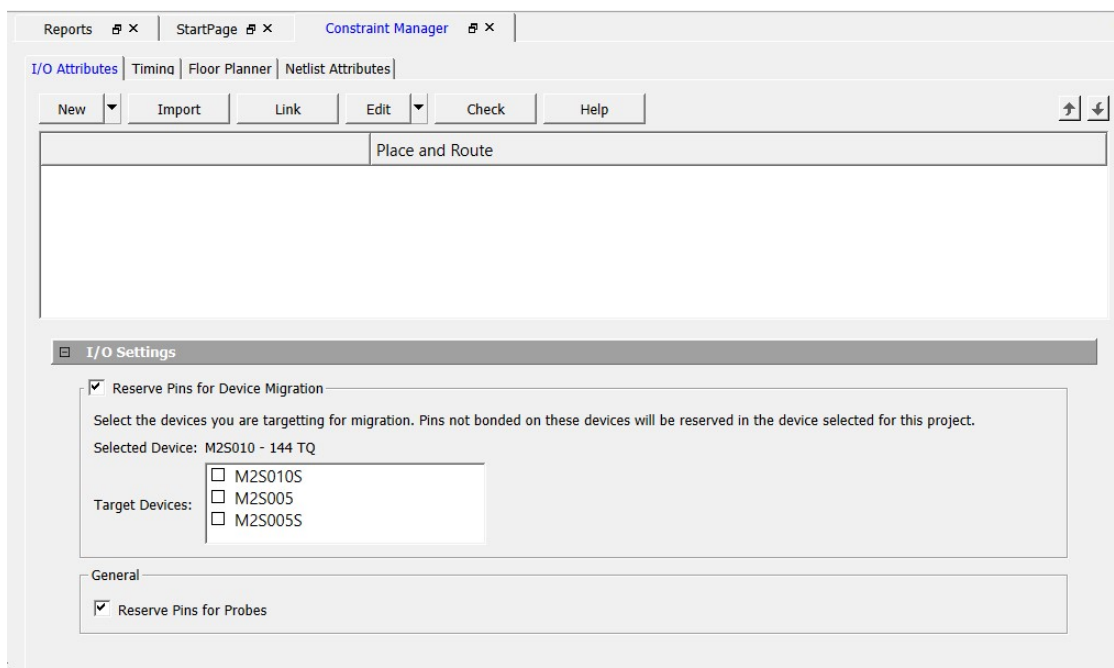 Reports StartPage Constraint Manager
I/O Attributes Timing Floor Planner Netlist Attributes
New Import Link Edit Check Help
Place and Route
I/O Settings
Reserve Pins for Device Migration
Select the devices you are targetting for migration. Pins not bonded on these devices will be reserved in the device selected for this project.
Selected Device: M2S010 - 144 TQ
M2S010S
Target Devices: M2S005
M2S005S
General
Reserve Pins for Probes